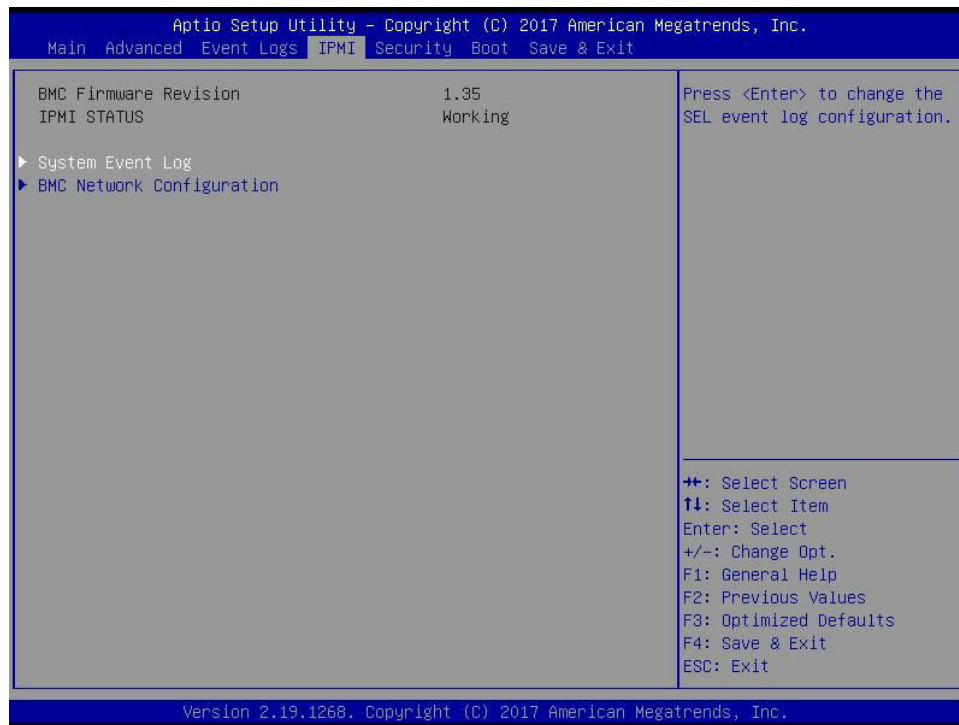 Aptio Setup Utility – Copyright (C) 2017 American Megatrends, Inc.
Main Advanced Event Logs IPMI Security Boot Save & Exit
BMC Firmware Revision 1.35
IPMI STATUS Working
System Event Log
BMC Network Configuration
Press <Enter> to change the
SEL event log configuration.
→←: Select Screen
↑↓: Select Item
Enter: Select
+/-: Change Opt.
F1: General Help
F2: Previous Values
F3: Optimized Defaults
F4: Save & Exit
ESC: Exit
Version 2.19.1268. Copyright (C) 2017 American Megatrends, Inc.